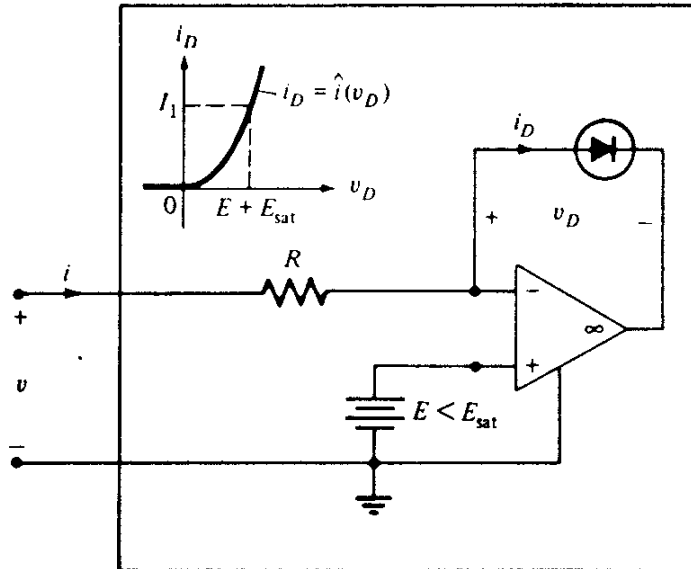 i_D
I_1
i_D = î(v_D)
0
E + E_sat
v_D
i_D
+
v_D
−
i
R
+
−
∞
v
+
E < E_sat
−